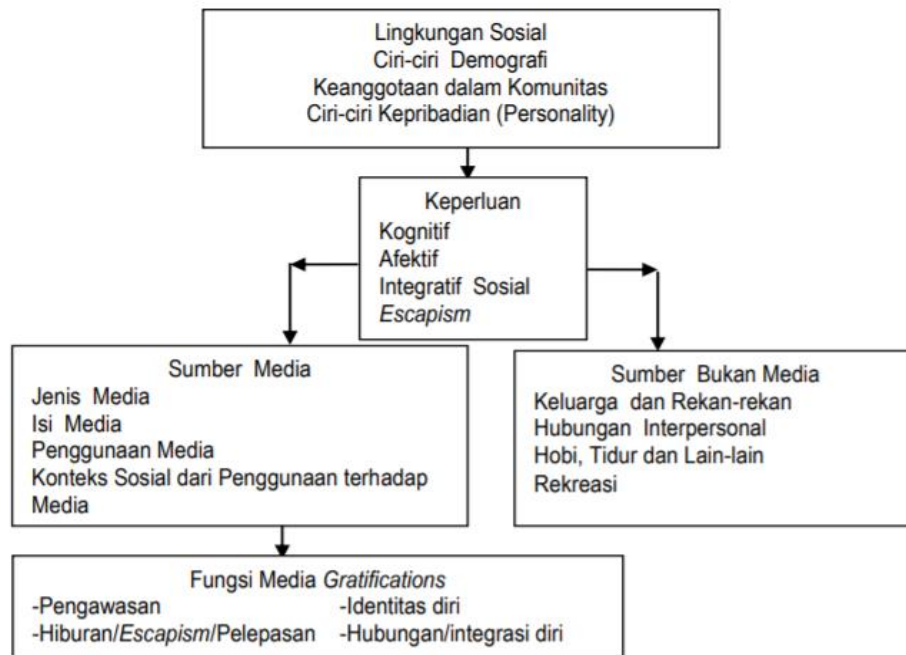 Lingkungan Sosial
Ciri-ciri Demografi
Keanggotaan dalam Komunitas
Ciri-ciri Kepribadian (Personality)
Keperluan
Kognitif
Afektif
Integratif Sosial
Escapism
Sumber Media
Jenis Media
Isi Media
Penggunaan Media
Konteks Sosial dari Penggunaan terhadap
Media
Sumber Bukan Media
Keluarga dan Rekan-rekan
Hubungan Interpersonal
Hobi, Tidur dan Lain-lain
Rekreasi
Fungsi Media Gratifications
-Pengawasan -Identitas diri
-Hiburan/Escapism/Pelepasan -Hubungan/integrasi diri